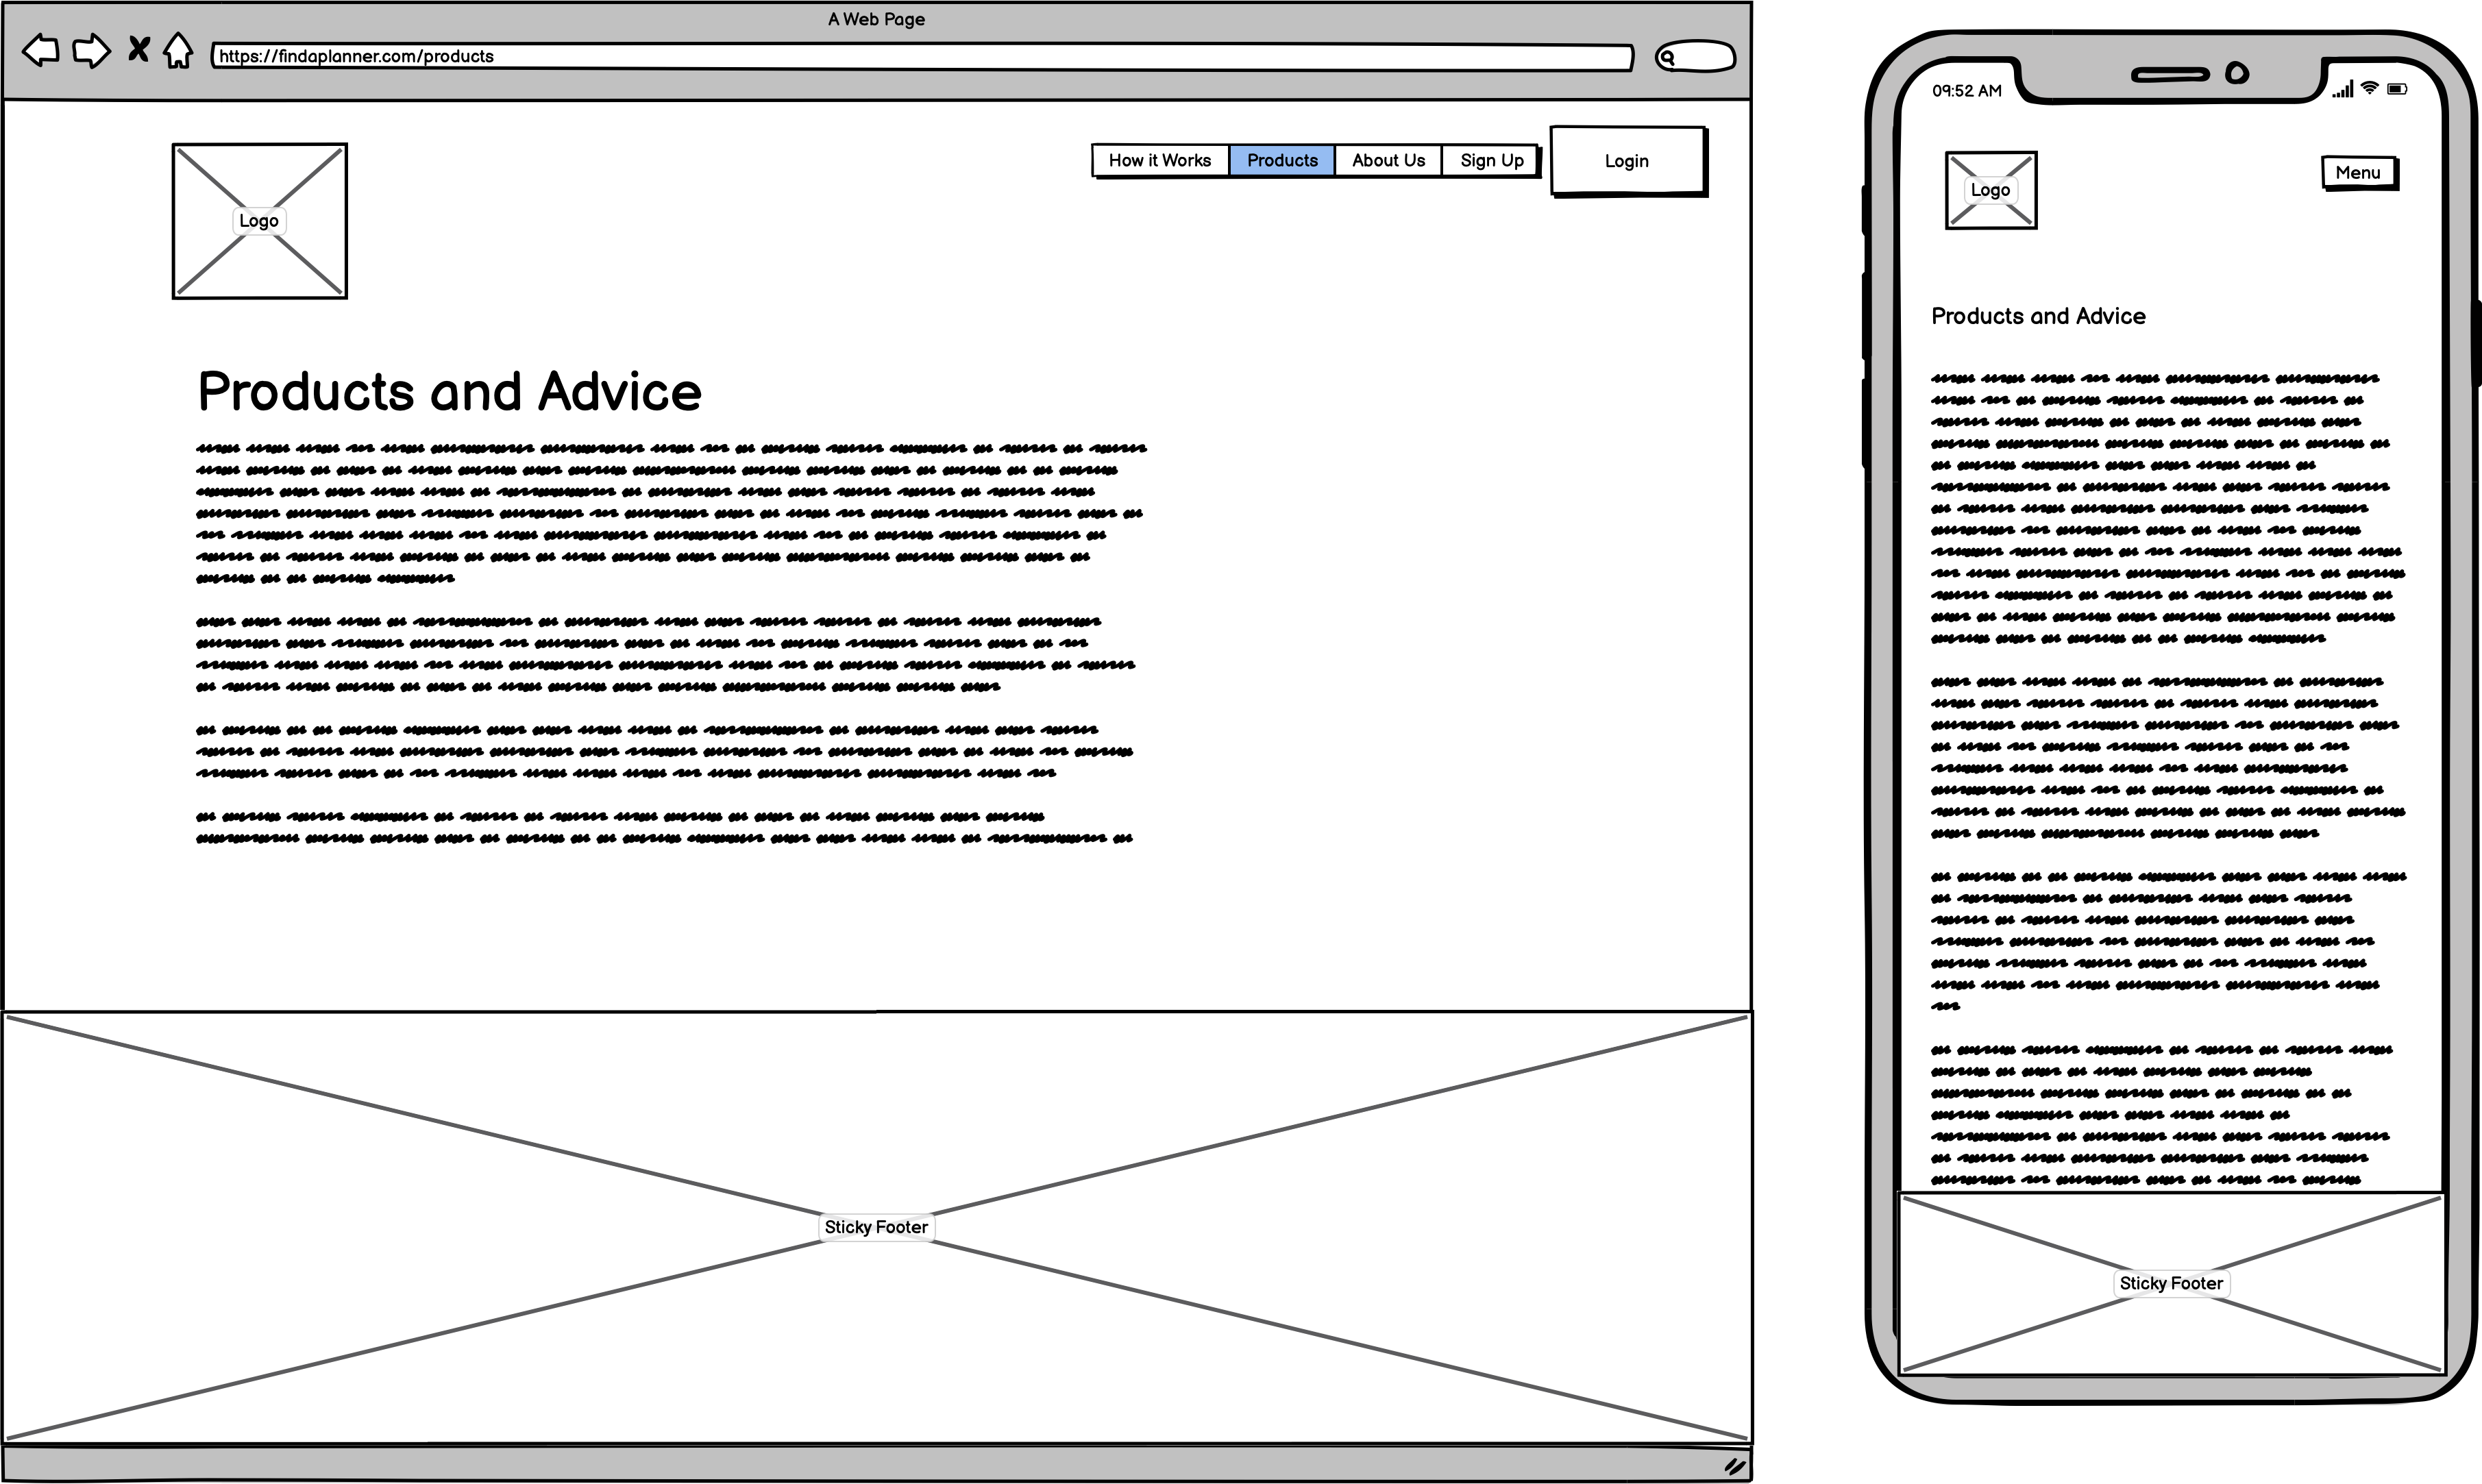 A Web Page
https://findaplanner.com/products
How it Works Products About Us Sign Up Login
Logo
Products and Advice
Sticky Footer
09:52 AM
Logo
Menu
Products and Advice
Sticky Footer